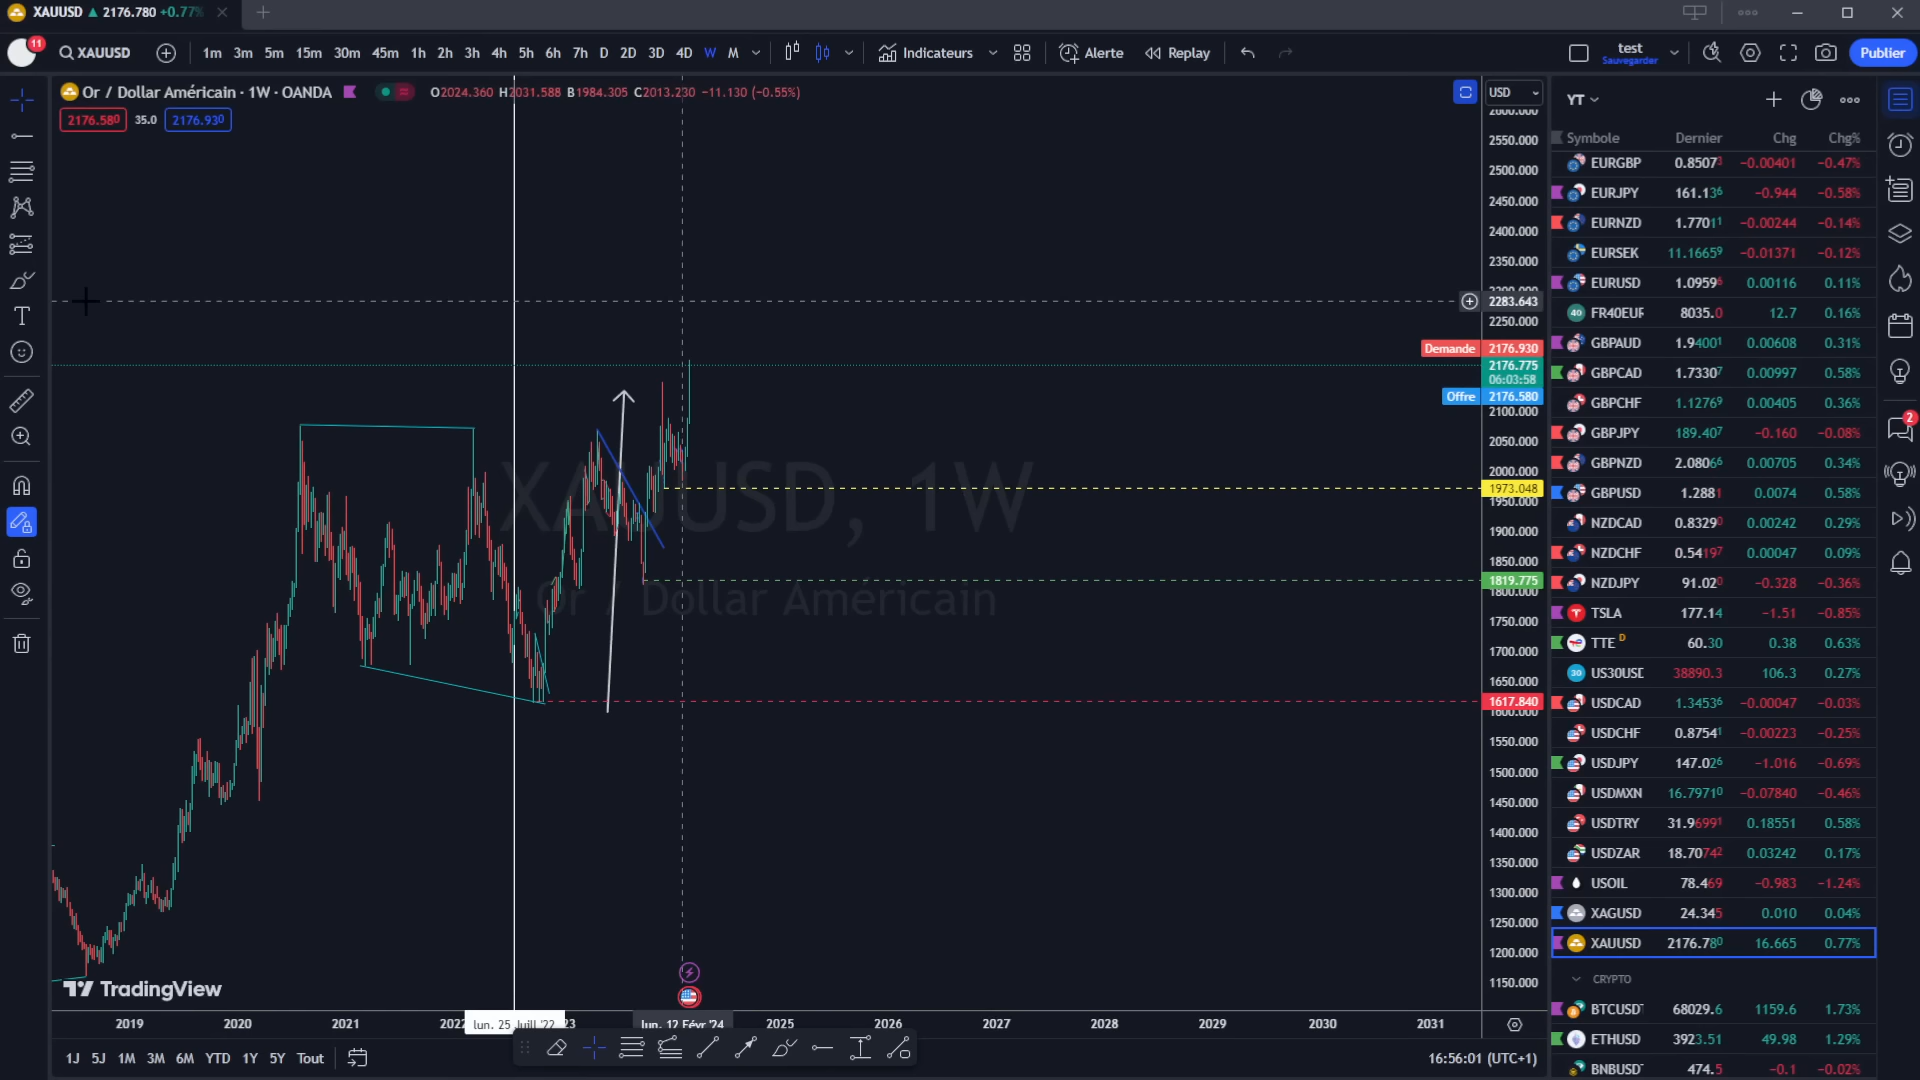 XAUUSD ▲ 2176.780 +0.77%
11 XAUUSD 1m 3m 5m 15m 30m 45m 1h 2h 3h 4h 5h 6h 7h D 2D 3D 4D W M Indicateurs Alerte Replay test Sauvegarder Publier
Or / Dollar Américain · 1W · OANDA O2024.360 H2031.588 B1984.305 C2013.230 −11.130 (−0.55%)
2176.580 35.0 2176.930
USD
2550.000
2500.000
2450.000
2400.000
2350.000
2283.643
2250.000
Demande 2176.930
2176.775
06:03:58
Offre 2176.580
2100.000
2050.000
2000.000
1973.048
1950.000
1900.000
1850.000
1819.775
1800.000
1750.000
1700.000
1650.000
1617.840
1600.000
1550.000
1500.000
1450.000
1400.000
1350.000
1300.000
1250.000
1200.000
1150.000
XAUUSD, 1W
Or / Dollar Américain
TradingView
2019 2020 2021 2022 lun. 25 Juill '22 23 lun. 12 Févr '24 2025 2026 2027 2028 2029 2030 2031
1J 5J 1M 3M 6M YTD 1Y 5Y Tout
16:56:01 (UTC+1)
YT
Symbole Dernier Chg Chg%
EURGBP 0.8507³ −0.00401 −0.47%
EURJPY 161.13⁶ −0.944 −0.58%
EURNZD 1.7701¹ −0.00244 −0.14%
EURSEK 11.1665⁹ −0.01371 −0.12%
EURUSD 1.0959⁶ 0.00116 0.11%
40 FR40EUR 8035.0 12.7 0.16%
GBPAUD 1.9400¹ 0.00608 0.31%
GBPCAD 1.7330⁷ 0.00997 0.58%
GBPCHF 1.1276⁹ 0.00405 0.36%
GBPJPY 189.40⁷ −0.160 −0.08%
GBPNZD 2.0806⁶ 0.00705 0.34%
GBPUSD 1.2881 0.0074 0.58%
NZDCAD 0.8329⁰ 0.00242 0.29%
NZDCHF 0.5419⁷ 0.00047 0.09%
NZDJPY 91.02⁰ −0.328 −0.36%
TSLA 177.14 −1.51 −0.85%
TTE D 60.30 0.38 0.63%
30 US30USD 38890.3 106.3 0.27%
USDCAD 1.3453⁶ −0.00047 −0.03%
USDCHF 0.8754¹ −0.00223 −0.25%
USDJPY 147.02⁶ −1.016 −0.69%
USDMXN 16.7971⁰ −0.07840 −0.46%
USDTRY 31.9699¹ 0.18551 0.58%
USDZAR 18.7074² 0.03242 0.17%
USOIL 78.469 −0.983 −1.24%
XAGUSD 24.345 0.010 0.04%
XAUUSD 2176.78⁰ 16.665 0.77%
CRYPTO
BTCUSDT 68029.6 1159.6 1.73%
ETHUSD 3923.51 49.98 1.29%
BNBUSDT 474.5 −0.1 −0.02%
2